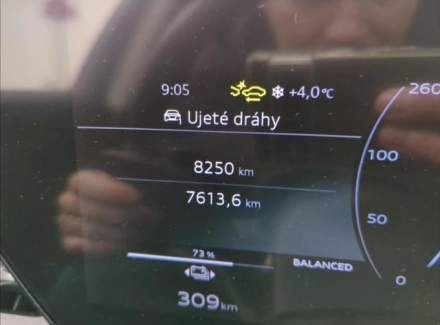 9:05 +4,0°C
Ujeté dráhy
260
8250 km
100
7613,6 km
50
73 %
BALANCED
0
309 km